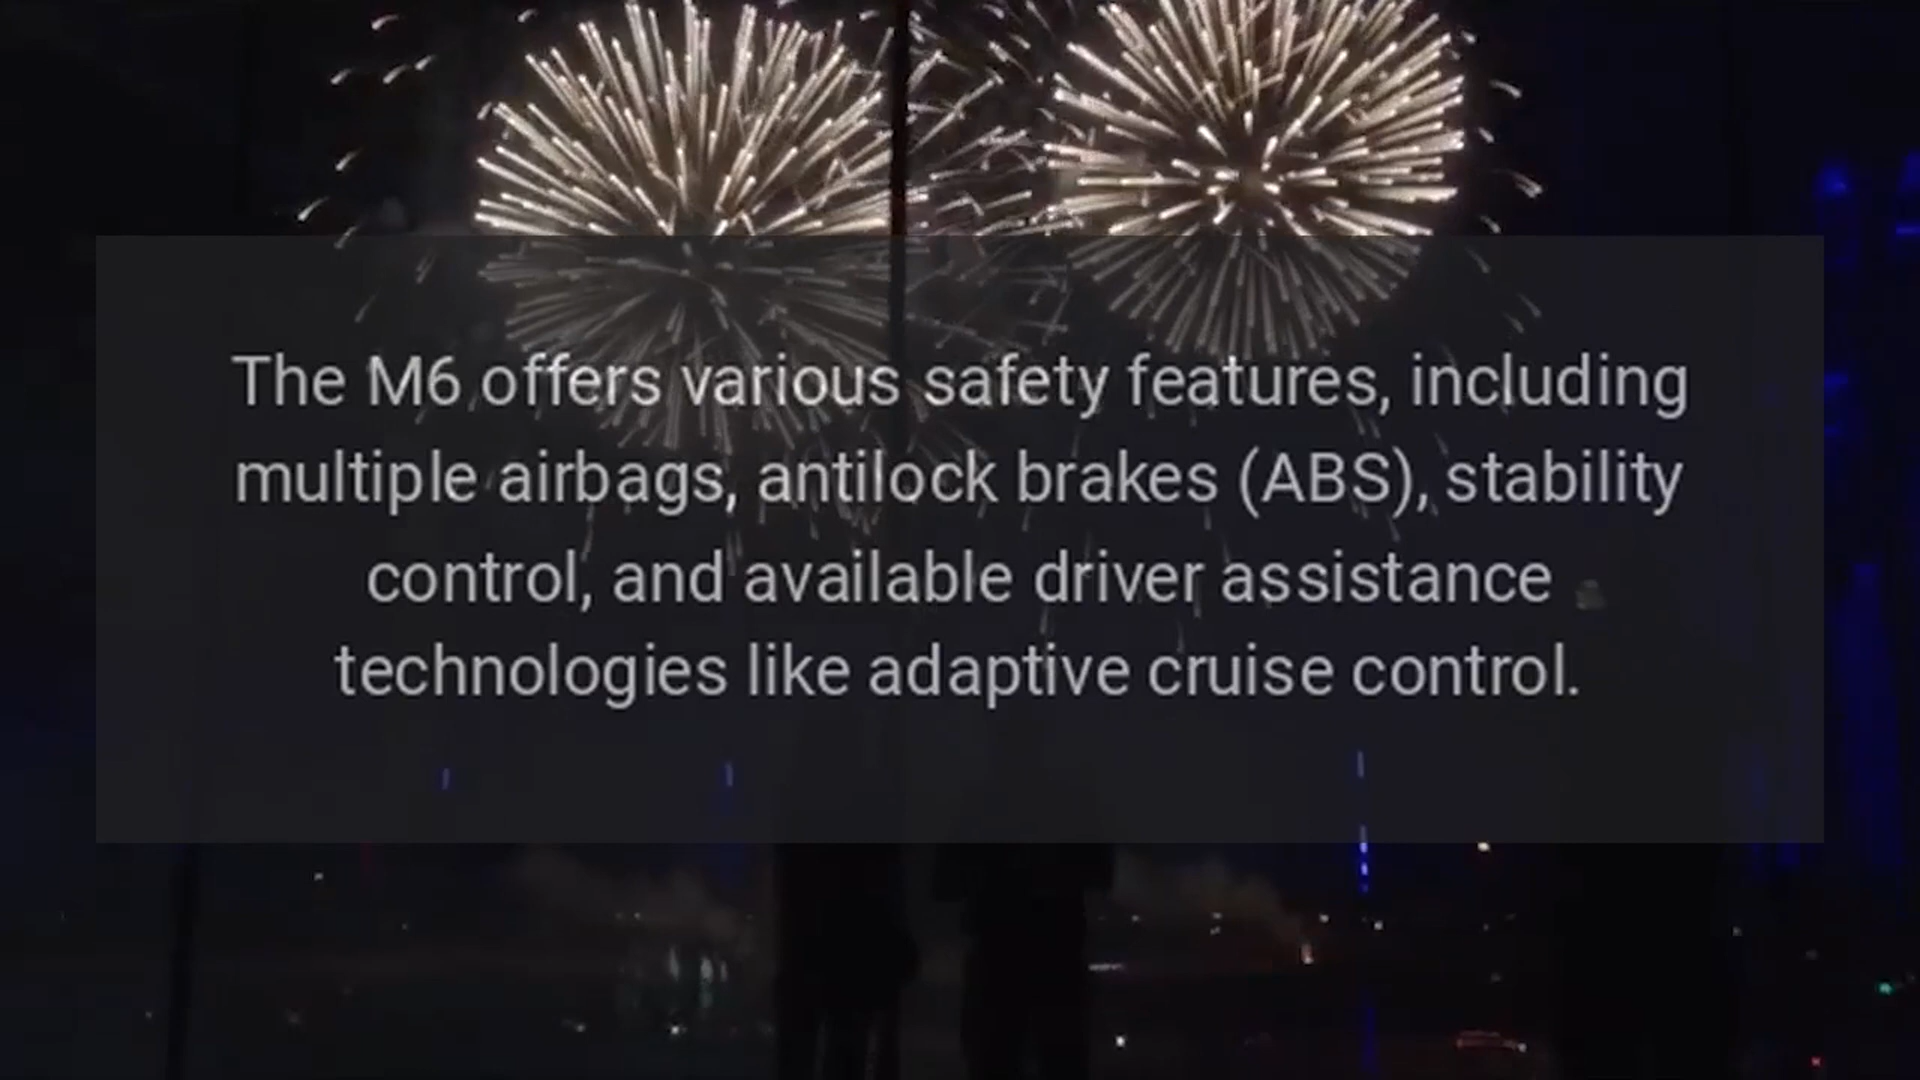 The M6 offers various safety features, including
multiple airbags, antilock brakes (ABS), stability
control, and available driver assistance
technologies like adaptive cruise control.